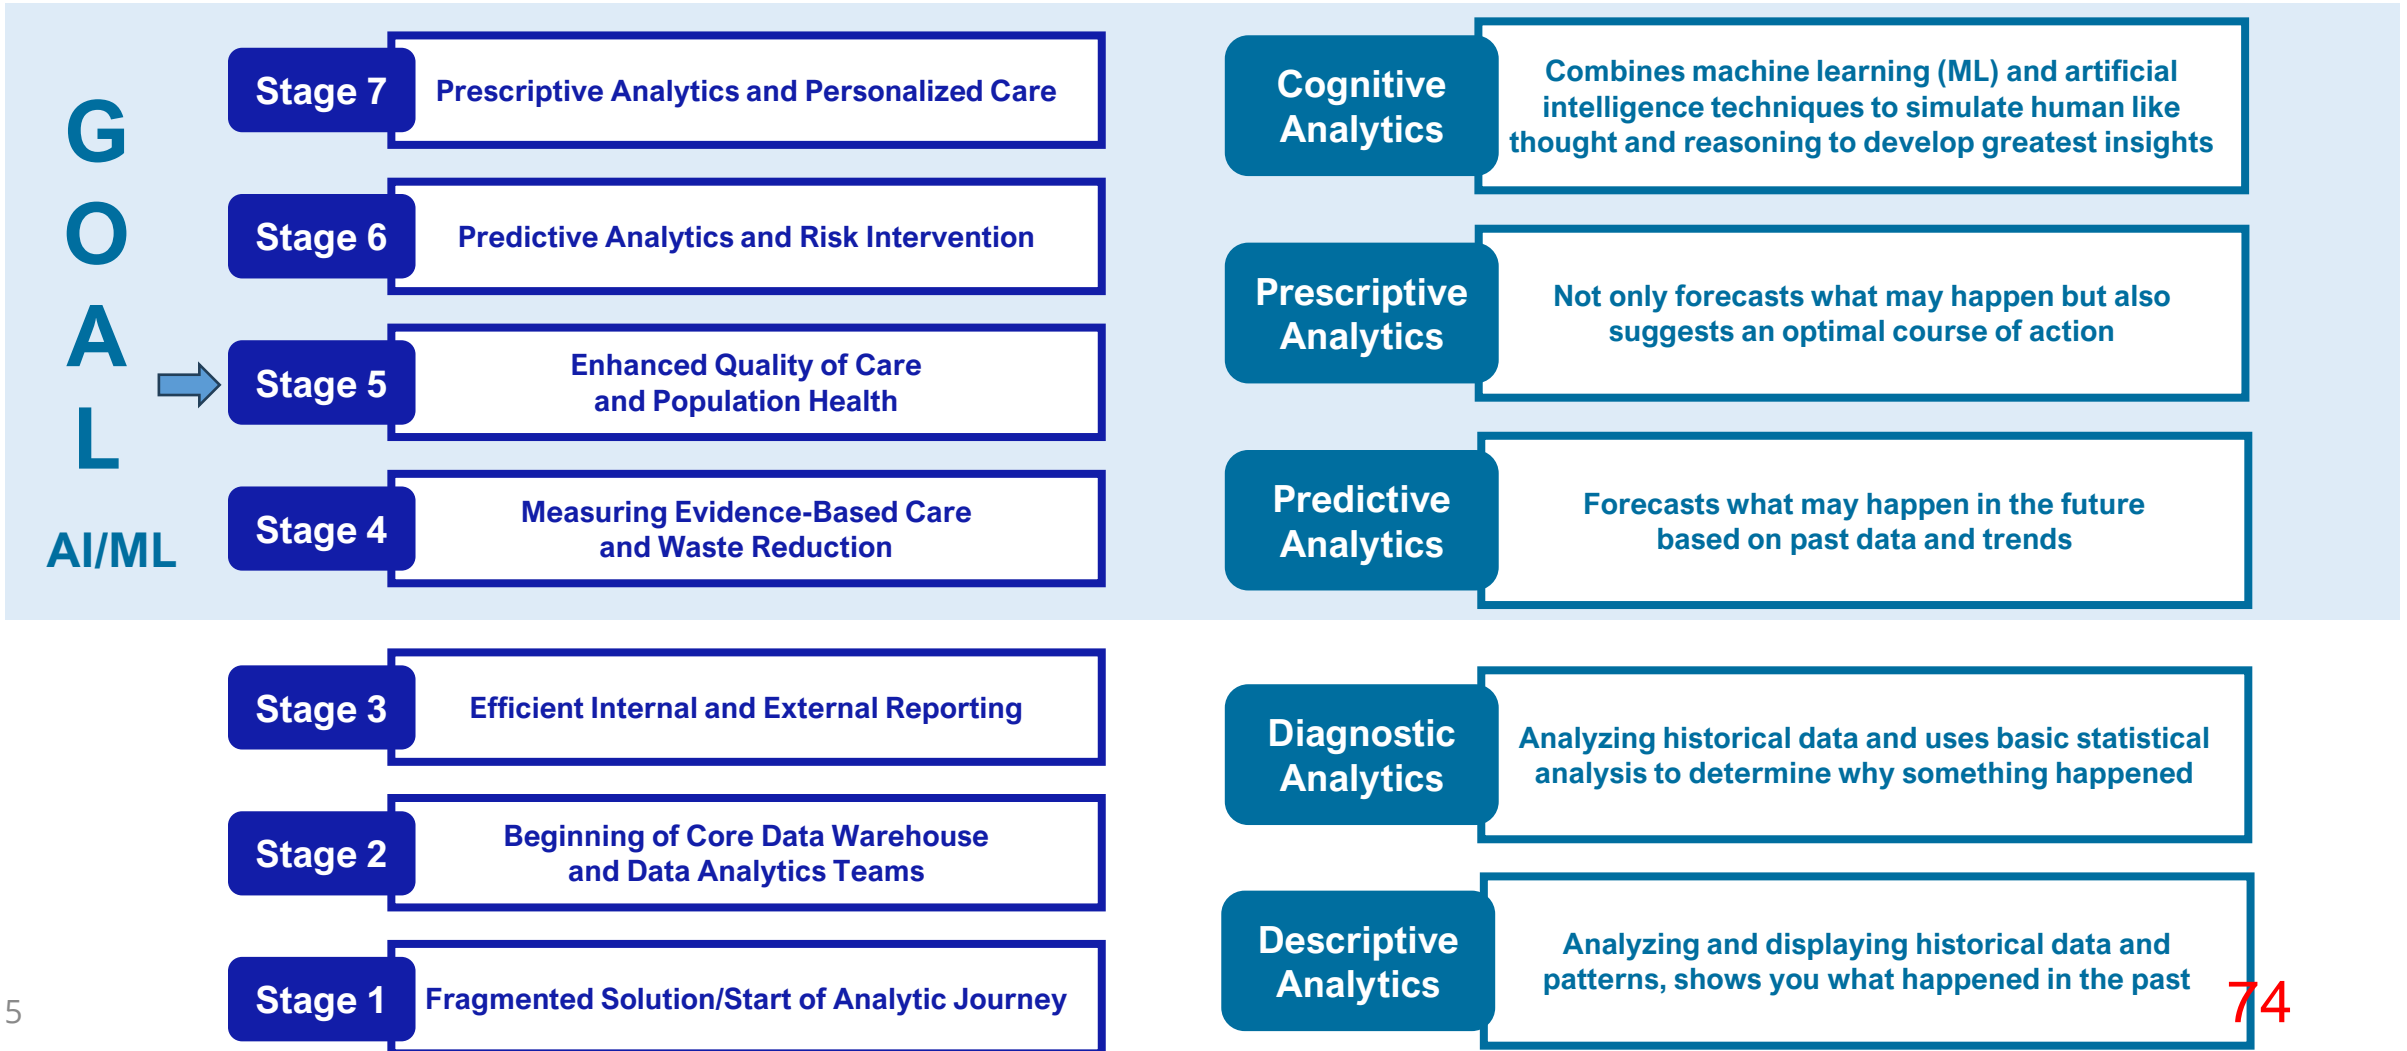 G
O
A
L
AI/ML
Stage 7
Prescriptive Analytics and Personalized Care
Stage 6
Predictive Analytics and Risk Intervention
Stage 5
Enhanced Quality of Care
and Population Health
Stage 4
Measuring Evidence-Based Care
and Waste Reduction
Stage 3
Efficient Internal and External Reporting
Stage 2
Beginning of Core Data Warehouse
and Data Analytics Teams
Stage 1
Fragmented Solution/Start of Analytic Journey
Cognitive
Analytics
Combines machine learning (ML) and artificial
intelligence techniques to simulate human like
thought and reasoning to develop greatest insights
Prescriptive
Analytics
Not only forecasts what may happen but also
suggests an optimal course of action
Predictive
Analytics
Forecasts what may happen in the future
based on past data and trends
Diagnostic
Analytics
Analyzing historical data and uses basic statistical
analysis to determine why something happened
Descriptive
Analytics
Analyzing and displaying historical data and
patterns, shows you what happened in the past
5
74